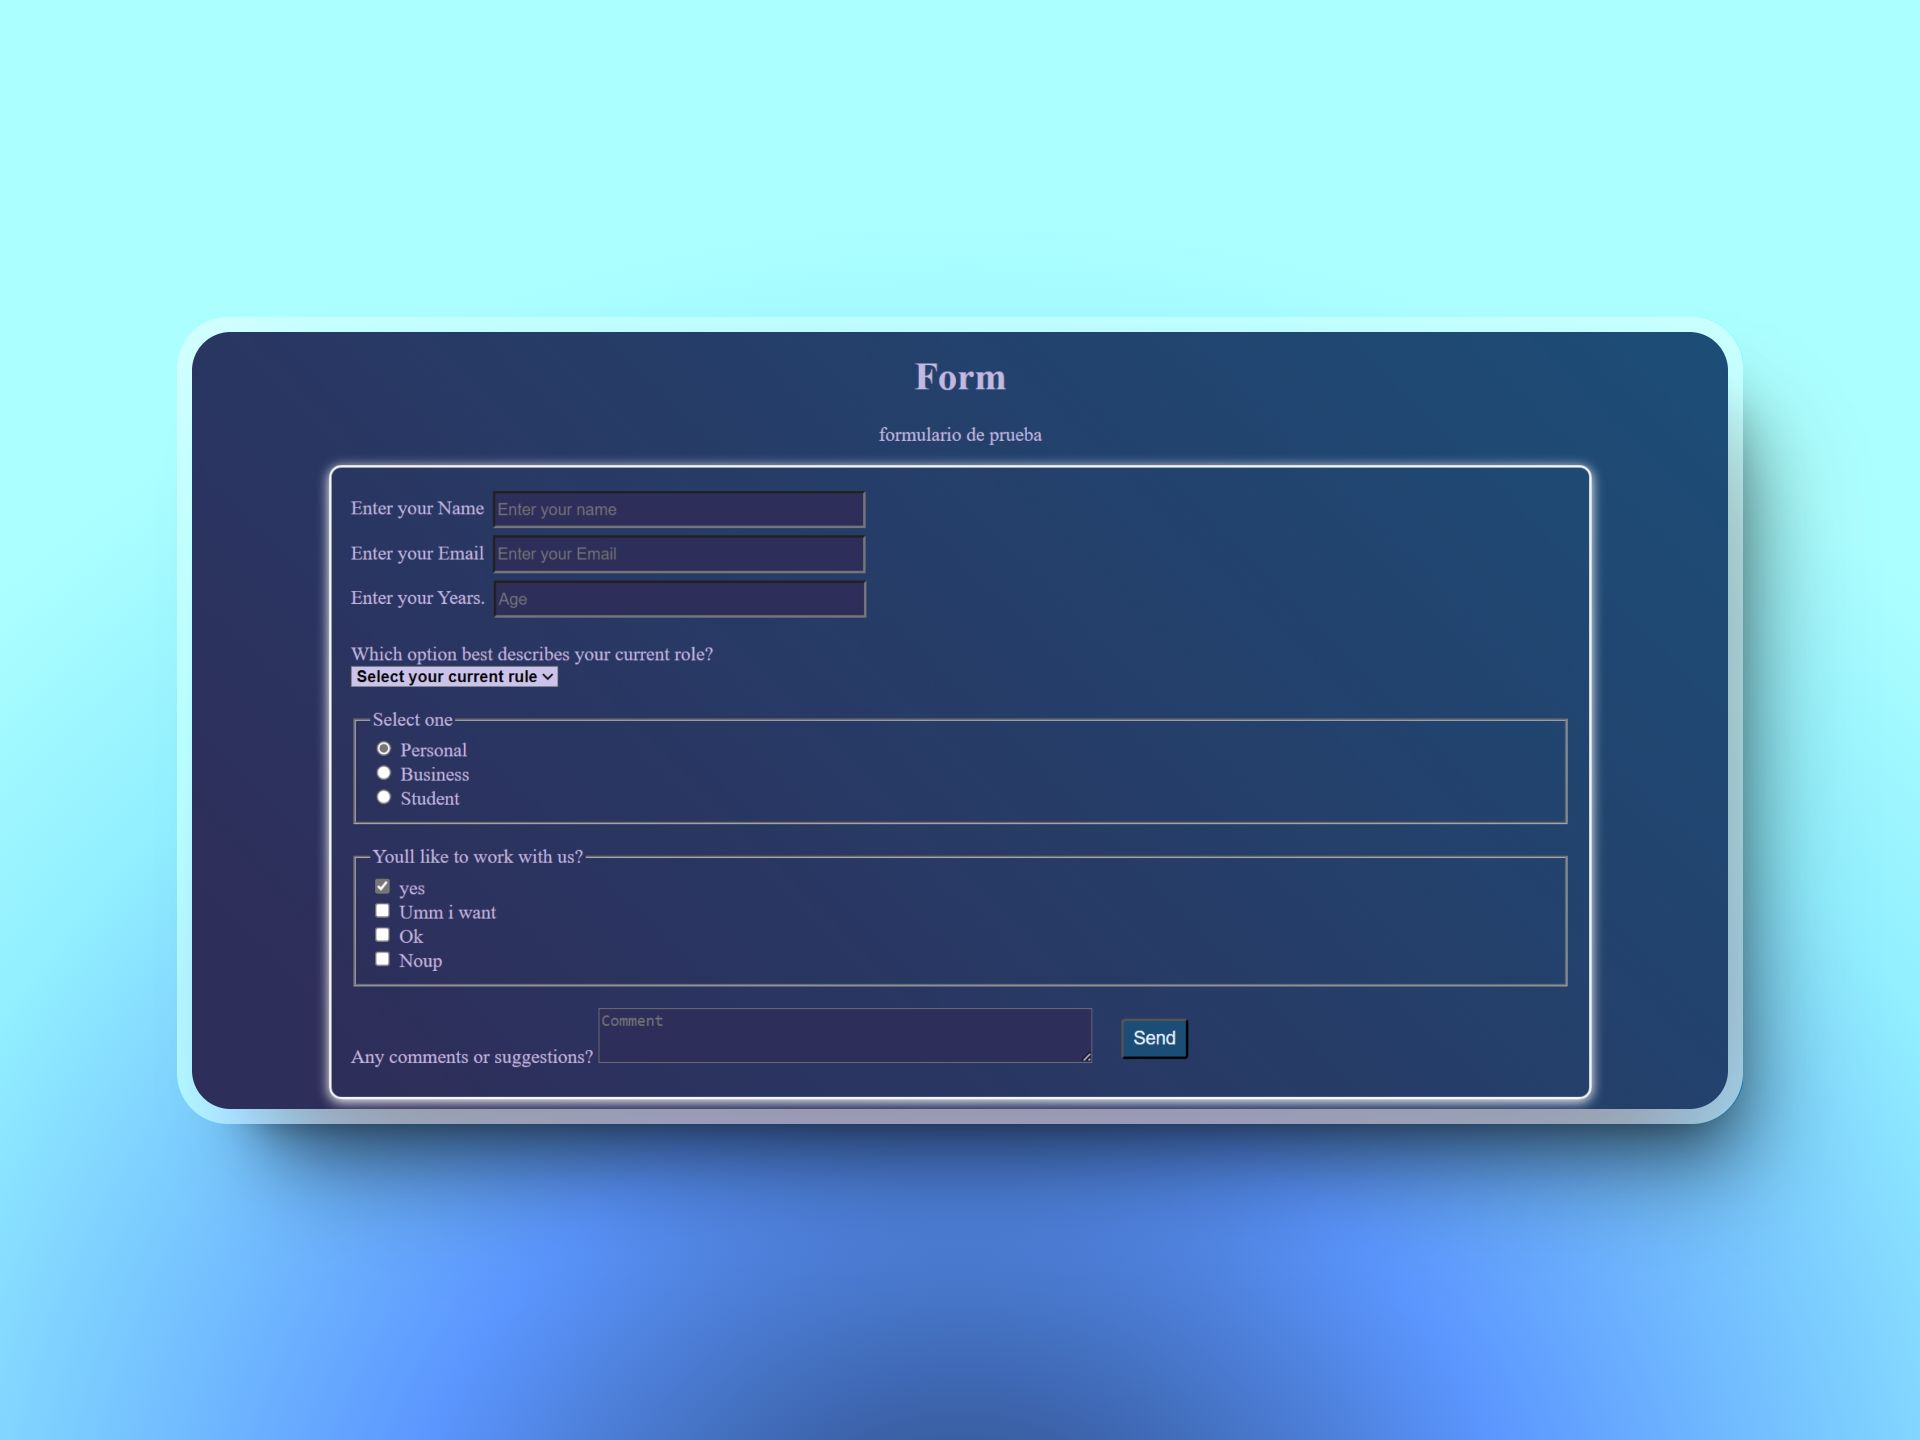 Form
formulario de prueba
Enter your Name Enter your name
Enter your Email Enter your Email
Enter your Years. Age
Which option best describes your current role?
Select your current rule
Select one
Personal
Business
Student
Youll like to work with us?
yes
Umm i want
Ok
Noup
Any comments or suggestions? Comment Send